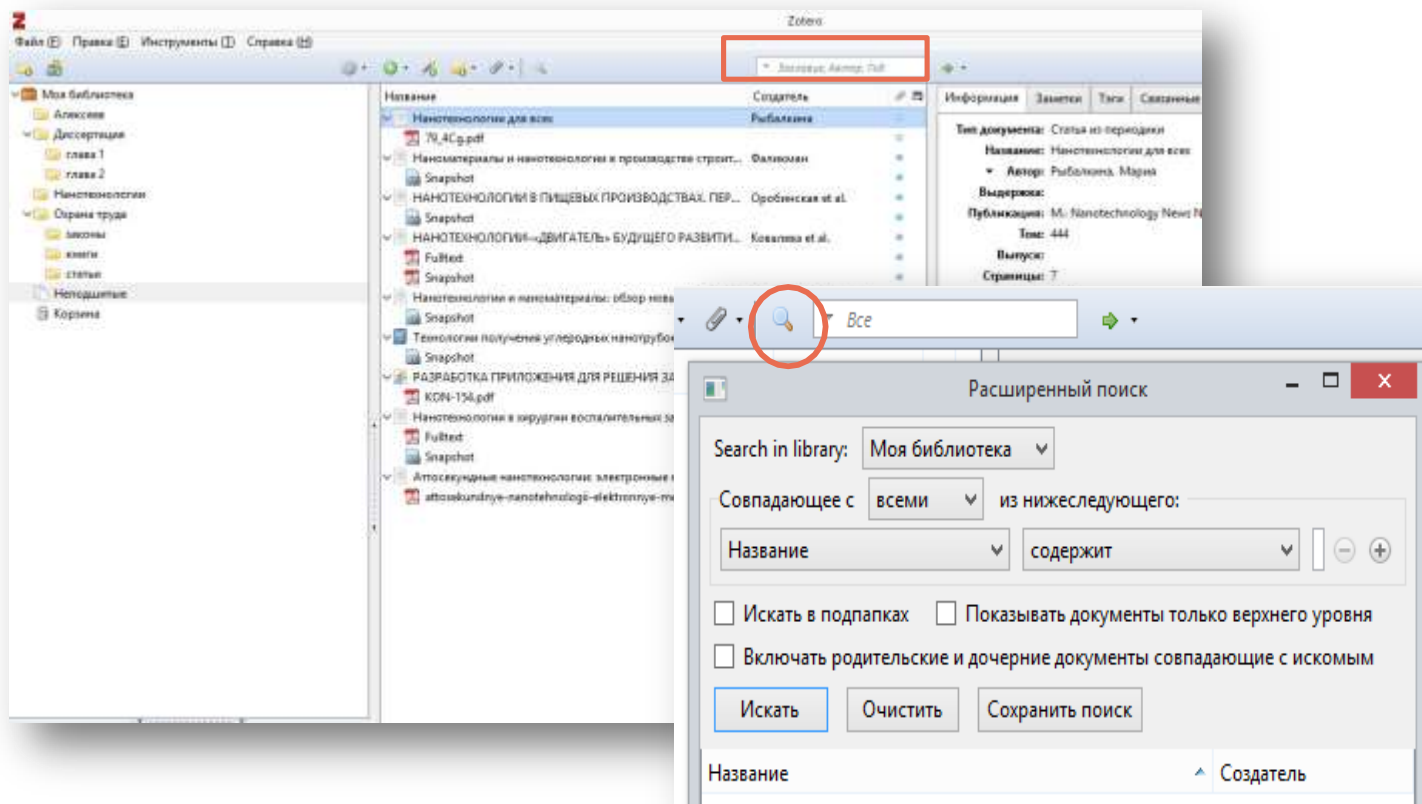 Z
Zotero
Файл (F) Правка (E) Инструменты (T) Справка (H)
Заголовок, Автор, Год
Моя библиотека
Алексеев
Диссертация
глава 1
глава 2
Нанотехнологии
Охрана труда
законы
книги
статьи
Неподшитые
Корзина
Название Создатель
Нанотехнологии для всех Рыбалкина
79_4Cg.pdf
Наноматериалы и нанотехнологии в производстве строит... Фаликман
Snapshot
НАНОТЕХНОЛОГИИ В ПИЩЕВЫХ ПРОИЗВОДСТВАХ. ПЕР... Оробинская et al.
Snapshot
НАНОТЕХНОЛОГИИ—«ДВИГАТЕЛЬ» БУДУЩЕГО РАЗВИТИ... Ковалева et al.
Fulltext
Snapshot
Нанотехнологии и наноматериалы: обзор новы
Snapshot
Технологии получения углеродных нанотрубок
Snapshot
РАЗРАБОТКА ПРИЛОЖЕНИЯ ДЛЯ РЕШЕНИЯ ЗА
KON-154.pdf
Нанотехнологии в хирургии воспалительных за
Fulltext
Snapshot
Аттосекундные нанотехнологии: электронные
attosekundnye-nanotehnologii-elektronnye-me
Информация Заметки Тэги Связанные
Тип документа: Статья из периодики
Название: Нанотехнологии для всех
Автор: Рыбалкина, Мария
Выдержка:
Публикация: М.: Nanotechnology News N
Том: 444
Выпуск:
Страницы: 7
Все
Расширенный поиск
Search in library: Моя библиотека
Совпадающее с всеми из нижеследующего:
Название содержит
Искать в подпапках Показывать документы только верхнего уровня
Включать родительские и дочерние документы совпадающие с искомым
Искать Очистить Сохранить поиск
Название Создатель